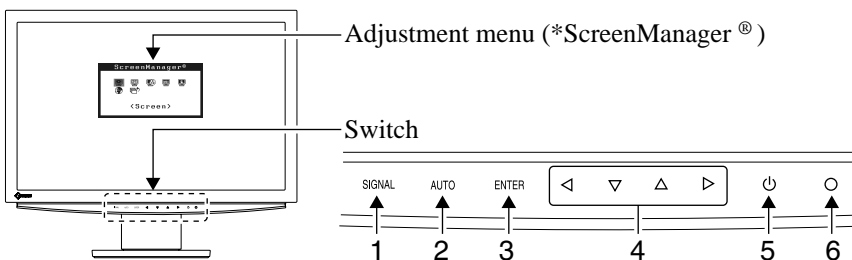 Adjustment menu (*ScreenManager ®)
ScreenManager®
<Screen>
Switch
SIGNAL AUTO ENTER
1 2 3 4 5 6